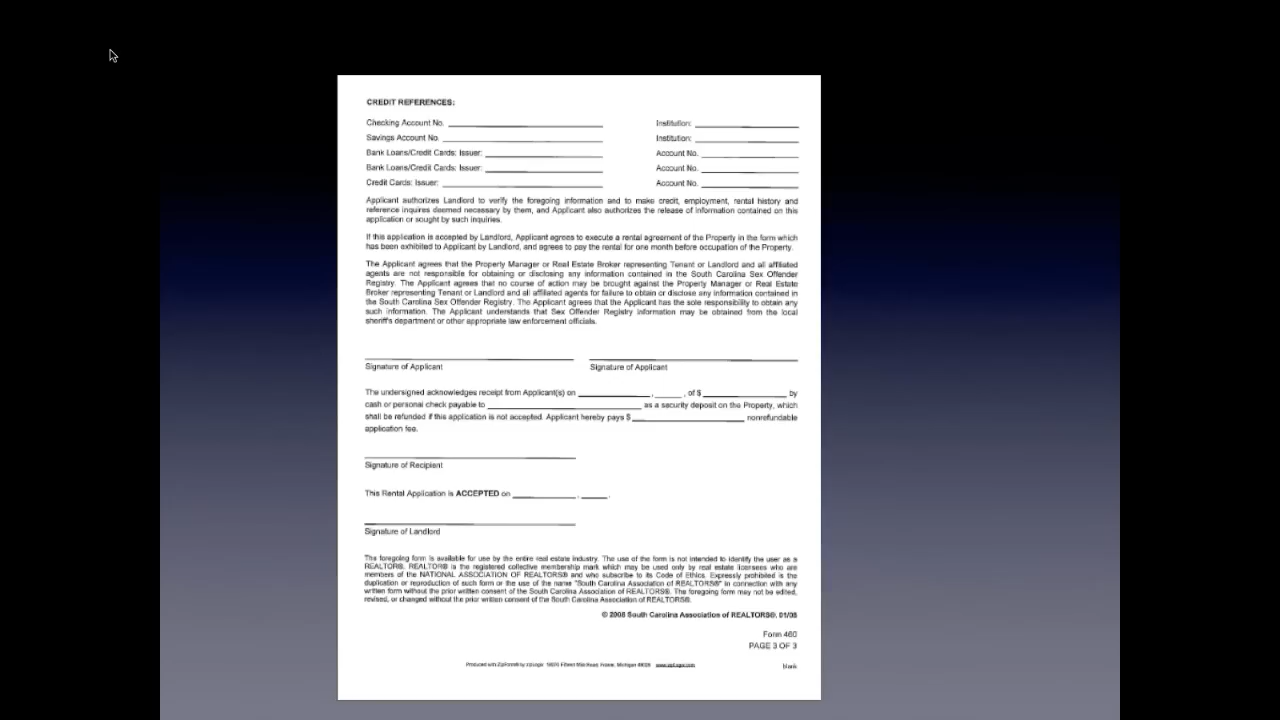 CREDIT REFERENCES:
Checking Account No. Institution:
Savings Account No. Institution:
Bank Loans/Credit Cards: Issuer: Account No.
Bank Loans/Credit Cards: Issuer: Account No.
Credit Cards: Issuer: Account No.
Applicant authorizes Landlord to verify the foregoing information and to make credit, employment, rental history and
reference inquires deemed necessary by them, and Applicant also authorizes the release of information contained on this
application or sought by such inquiries.
If this application is accepted by Landlord, Applicant agrees to execute a rental agreement of the Property in the form which
has been exhibited to Applicant by Landlord, and agrees to pay the rental for one month before occupation of the Property.
The Applicant agrees that the Property Manager or Real Estate Broker representing Tenant or Landlord and all affiliated
agents are not responsible for obtaining or disclosing any information contained in the South Carolina Sex Offender
Registry. The Applicant agrees that no course of action may be brought against the Property Manager or Real Estate
Broker representing Tenant or Landlord and all affiliated agents for failure to obtain or disclose any information contained in
the South Carolina Sex Offender Registry. The Applicant agrees that the Applicant has the sole responsibility to obtain any
such information. The Applicant understands that Sex Offender Registry information may be obtained from the local
sheriff's department or other appropriate law enforcement officials.
Signature of Applicant Signature of Applicant
The undersigned acknowledges receipt from Applicant(s) on , , of $ by
cash or personal check payable to as a security deposit on the Property, which
shall be refunded if this application is not accepted. Applicant hereby pays $ nonrefundable
application fee.
Signature of Recipient
This Rental Application is ACCEPTED on , .
Signature of Landlord
The foregoing form is available for use by the entire real estate industry. The use of the form is not intended to identify the user as a
REALTOR®. REALTOR® is the registered collective membership mark which may be used only by real estate licensees who are
members of the NATIONAL ASSOCIATION OF REALTORS® and who subscribe to its Code of Ethics. Expressly prohibited is the
duplication or reproduction of such form or the use of the name "South Carolina Association of REALTORS®" in connection with any
written form without the prior written consent of the South Carolina Association of REALTORS®. The foregoing form may not be edited,
revised, or changed without the prior written consent of the South Carolina Association of REALTORS®.
© 2008 South Carolina Association of REALTORS®. 01/08
Form 460
PAGE 3 OF 3
Produced with ZipForm® by zipLogix Road, Fraser, Michigan 48026 www.zipLogix.com blank